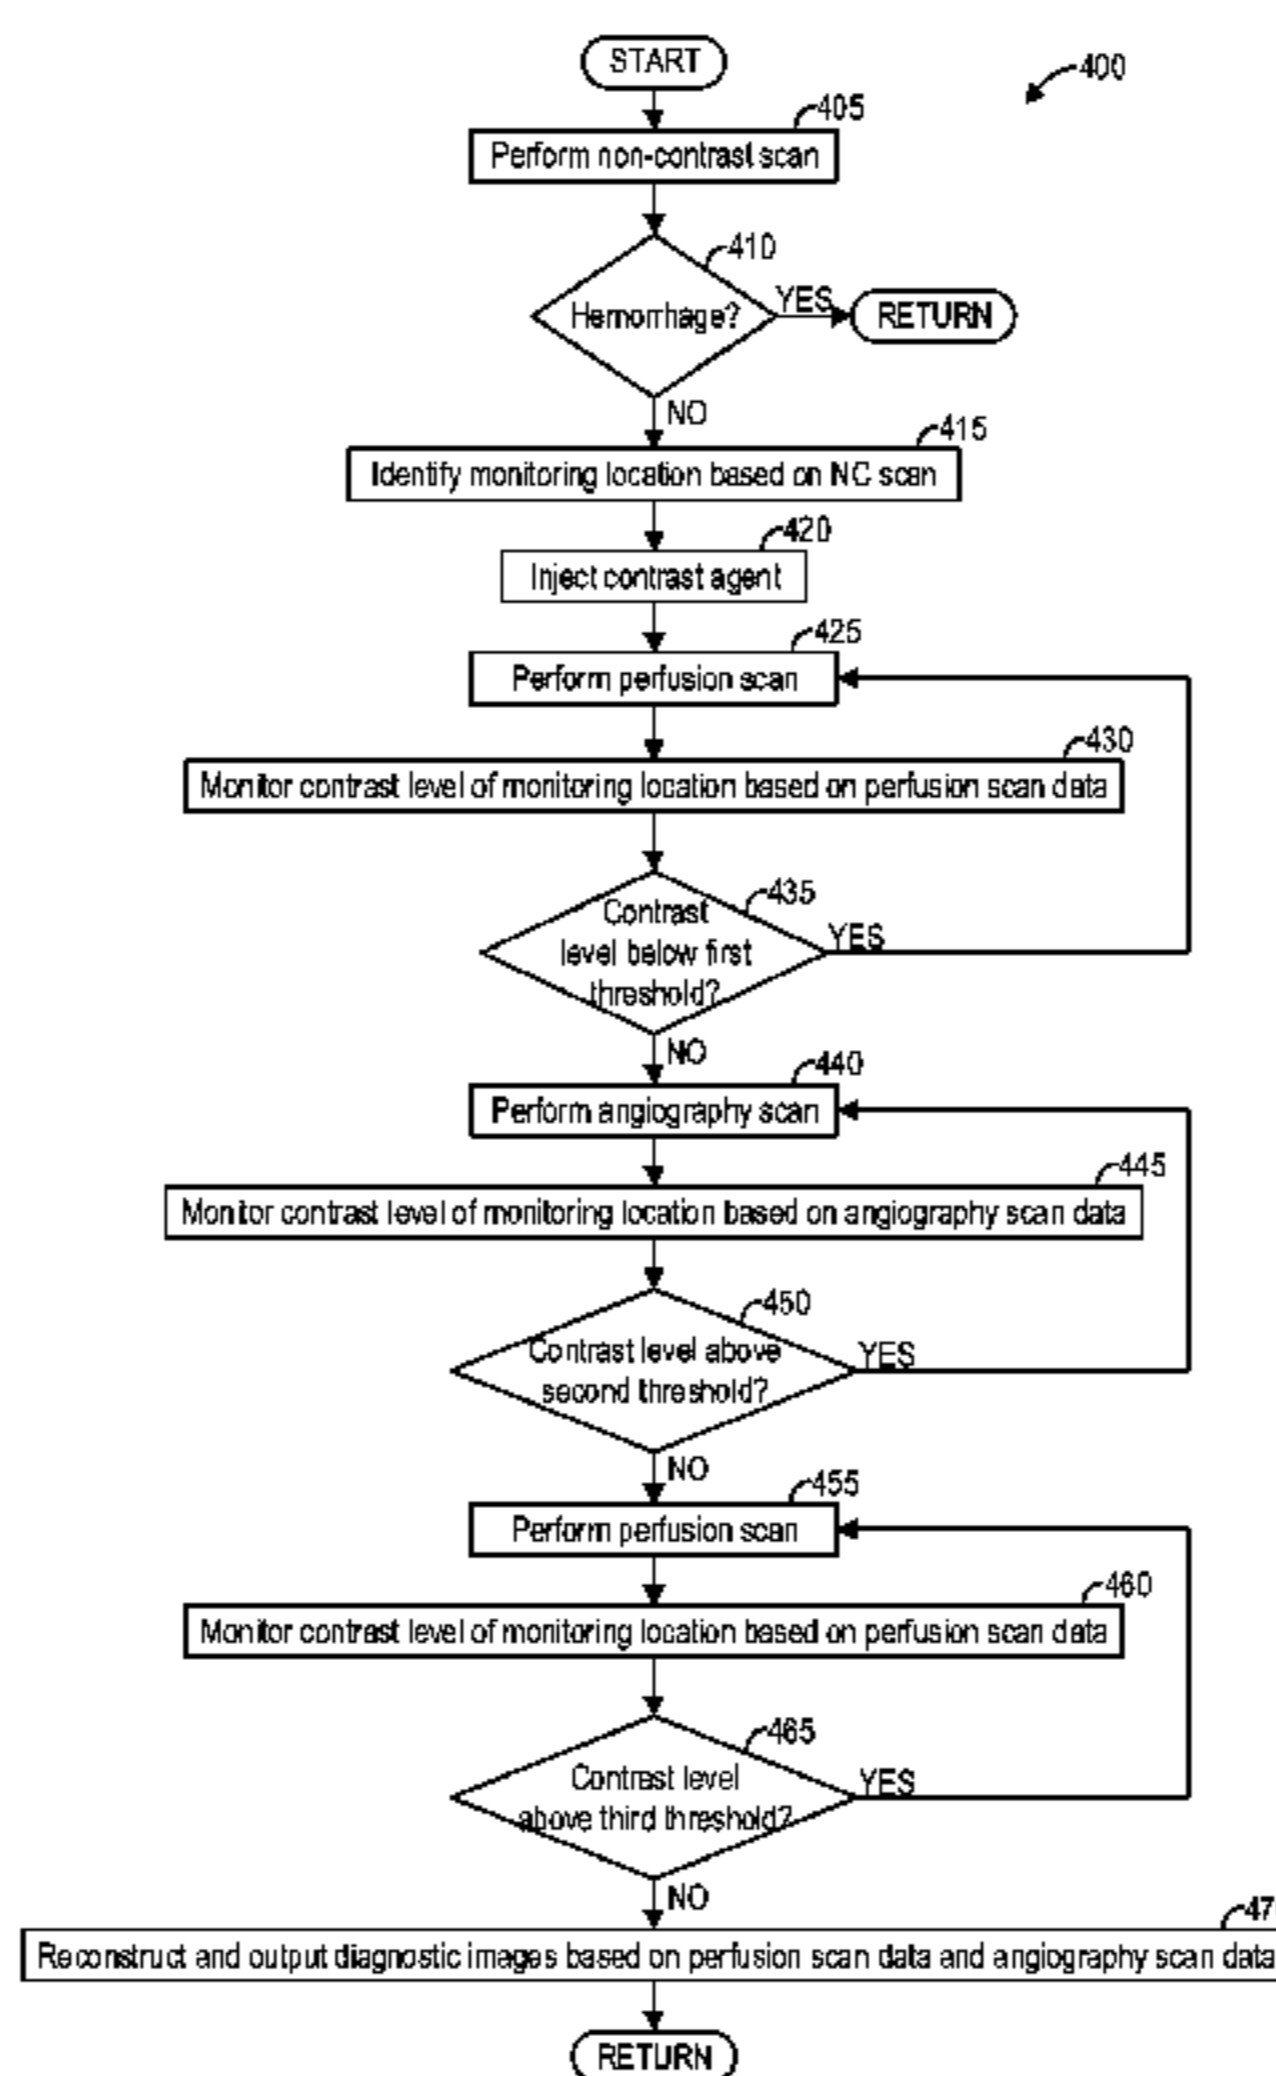 START
400
405
Perform non-contrast scan
410
Hemorrhage?
YES
RETURN
NO
415
Identify monitoring location based on NC scan
420
Inject contrast agent
425
Perform perfusion scan
430
Monitor contrast level of monitoring location based on perfusion scan data
435
Contrast
level below first
threshold?
YES
NO
440
Perform angiography scan
445
Monitor contrast level of monitoring location based on angiography scan data
450
Contrast level above
second threshold?
YES
NO
455
Perform perfusion scan
460
Monitor contrast level of monitoring location based on perfusion scan data
465
Contrast level
above third threshold?
YES
NO
Reconstruct and output diagnostic images based on perfusion scan data and angiography scan data
RETURN